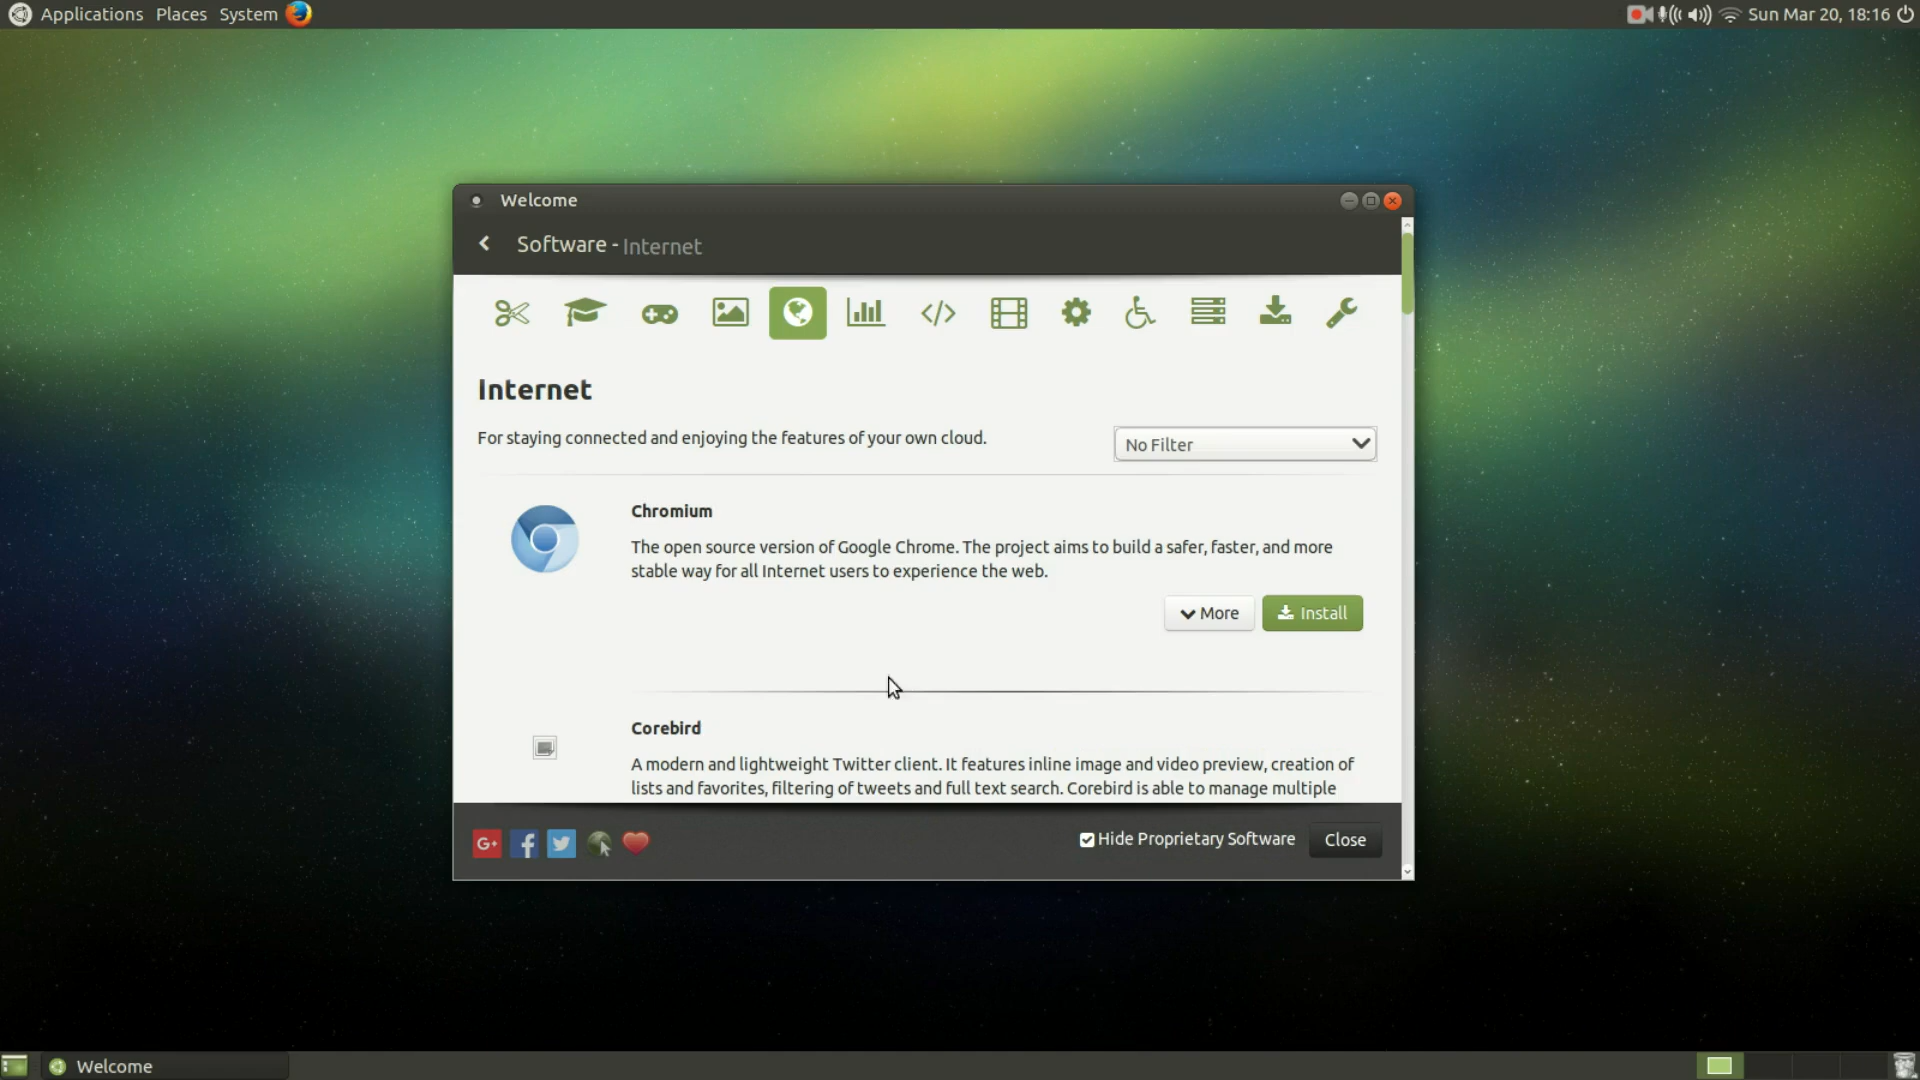 Applications Places System
Sun Mar 20, 18:16
Welcome
Software - Internet
Internet
For staying connected and enjoying the features of your own cloud.
No Filter
Chromium
The open source version of Google Chrome. The project aims to build a safer, faster, and more
stable way for all Internet users to experience the web.
More
Install
Corebird
A modern and lightweight Twitter client. It features inline image and video preview, creation of
lists and favorites, filtering of tweets and full text search. Corebird is able to manage multiple
G+
Hide Proprietary Software
Close
Welcome